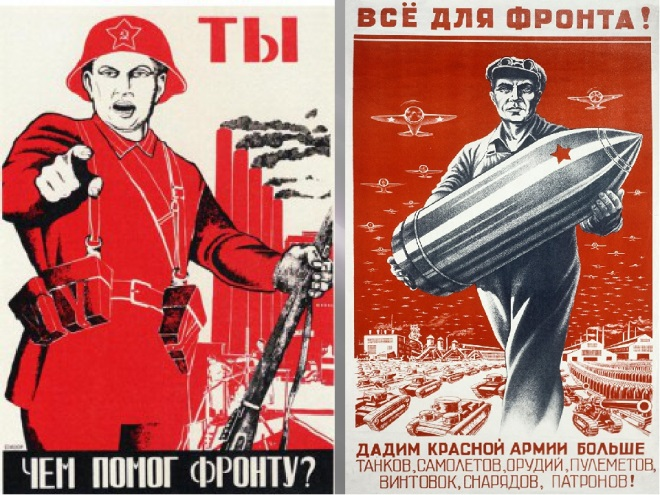 ТЫ
ЧЕМ ПОМОГ ФРОНТУ?
ВСЁ ДЛЯ ФРОНТА!
ДАДИМ КРАСНОЙ АРМИИ БОЛЬШЕ
ТАНКОВ, САМОЛЕТОВ, ОРУДИЙ, ПУЛЕМЕТОВ,
ВИНТОВОК, СНАРЯДОВ, ПАТРОНОВ!